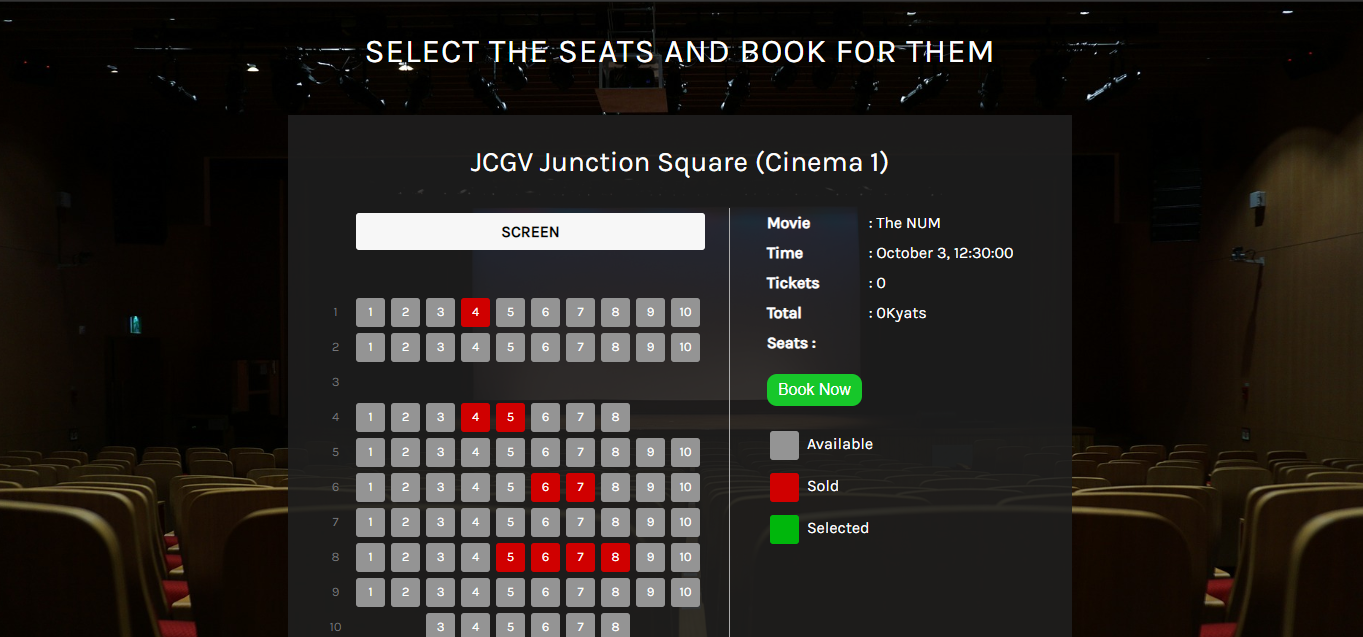 SELECT THE SEATS AND BOOK FOR THEM
JCGV Junction Square (Cinema 1)
SCREEN
1 1 2 3 4 5 6 7 8 9 10
2 1 2 3 4 5 6 7 8 9 10
3
4 1 2 3 4 5 6 7 8
5 1 2 3 4 5 6 7 8 9 10
6 1 2 3 4 5 6 7 8 9 10
7 1 2 3 4 5 6 7 8 9 10
8 1 2 3 4 5 6 7 8 9 10
9 1 2 3 4 5 6 7 8 9 10
10 3 4 5 6 7 8
Movie : The NUM
Time : October 3, 12:30:00
Tickets : 0
Total : 0Kyats
Seats :
Book Now
Available
Sold
Selected